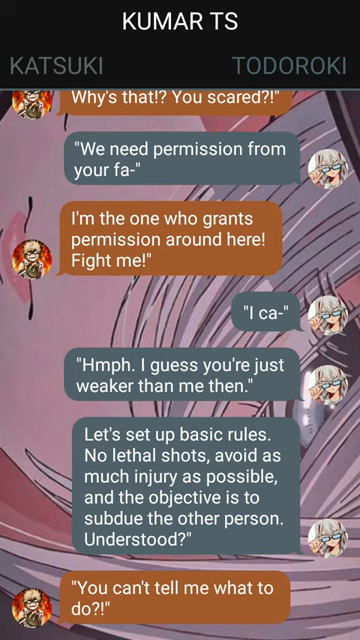 KUMAR TS
KATSUKI
TODOROKI
Why's that!? You scared?!"
"We need permission from
your fa-"
I'm the one who grants
permission around here!
Fight me!"
"I ca-"
"Hmph. I guess you're just
weaker than me then."
Let's set up basic rules.
No lethal shots, avoid as
much injury as possible,
and the objective is to
subdue the other person.
Understood?"
"You can't tell me what to
do?!"